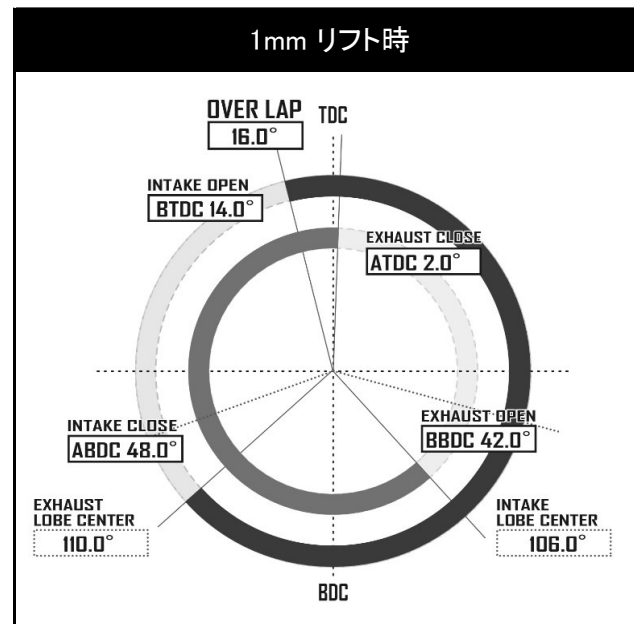 1mm リフト時
OVER LAP
16.0°
TDC
INTAKE OPEN
BTDC 14.0°
EXHAUST CLOSE
ATDC 2.0°
INTAKE CLOSE
ABDC 48.0°
EXHAUST OPEN
BBDC 42.0°
EXHAUST
LOBE CENTER
110.0°
INTAKE
LOBE CENTER
106.0°
BDC